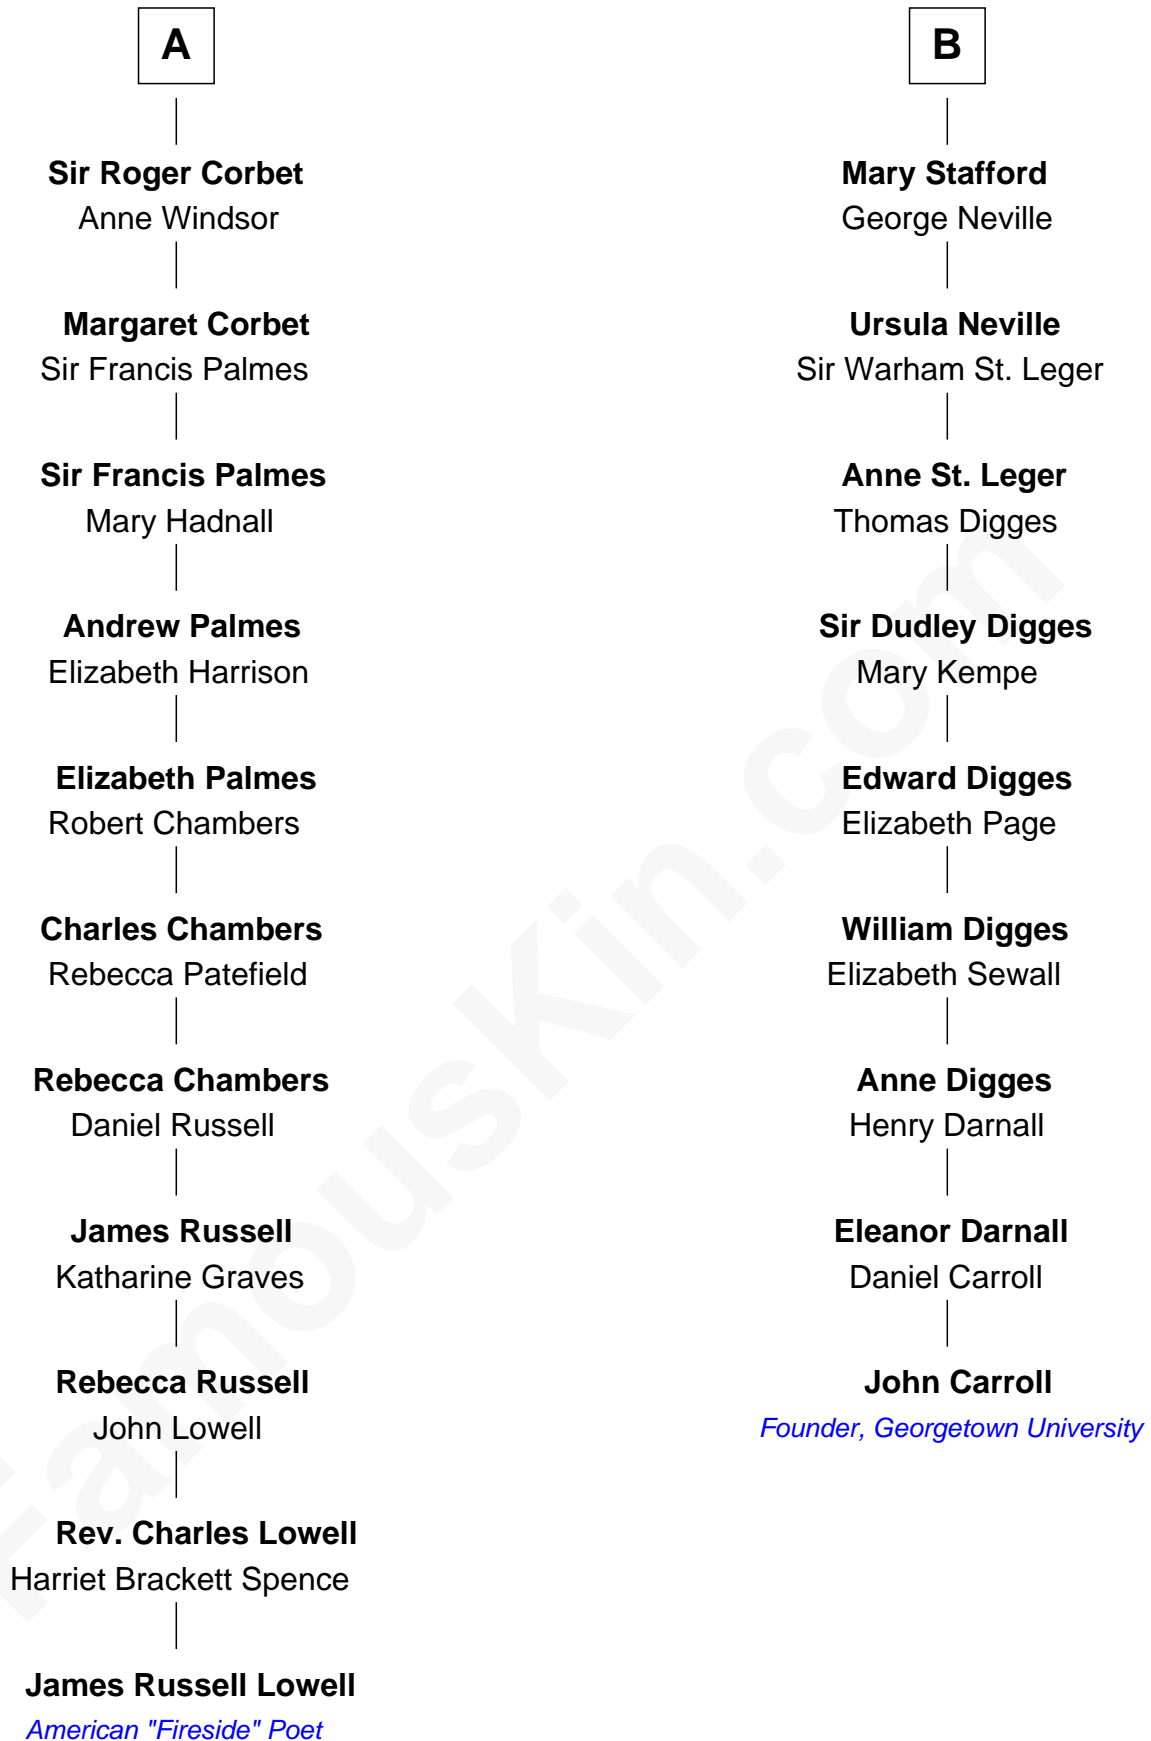 A
Sir Roger Corbet
Anne Windsor
Margaret Corbet
Sir Francis Palmes
Sir Francis Palmes
Mary Hadnall
Andrew Palmes
Elizabeth Harrison
Elizabeth Palmes
Robert Chambers
Charles Chambers
Rebecca Patefield
Rebecca Chambers
Daniel Russell
James Russell
Katharine Graves
Rebecca Russell
John Lowell
Rev. Charles Lowell
Harriet Brackett Spence
James Russell Lowell
American "Fireside" Poet
B
Mary Stafford
George Neville
Ursula Neville
Sir Warham St. Leger
Anne St. Leger
Thomas Digges
Sir Dudley Digges
Mary Kempe
Edward Digges
Elizabeth Page
William Digges
Elizabeth Sewall
Anne Digges
Henry Darnall
Eleanor Darnall
Daniel Carroll
John Carroll
Founder, Georgetown University
FamousKin.com